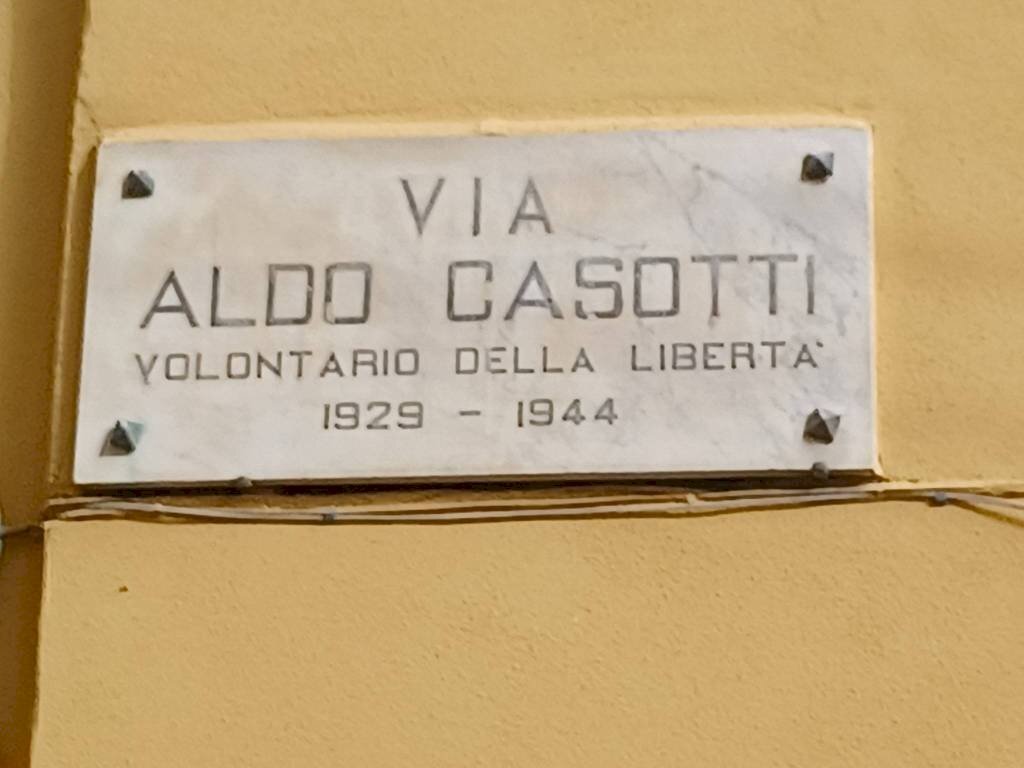 VIA
ALDO CASOTTI
VOLONTARIO DELLA LIBERTA'
1929 - 1944